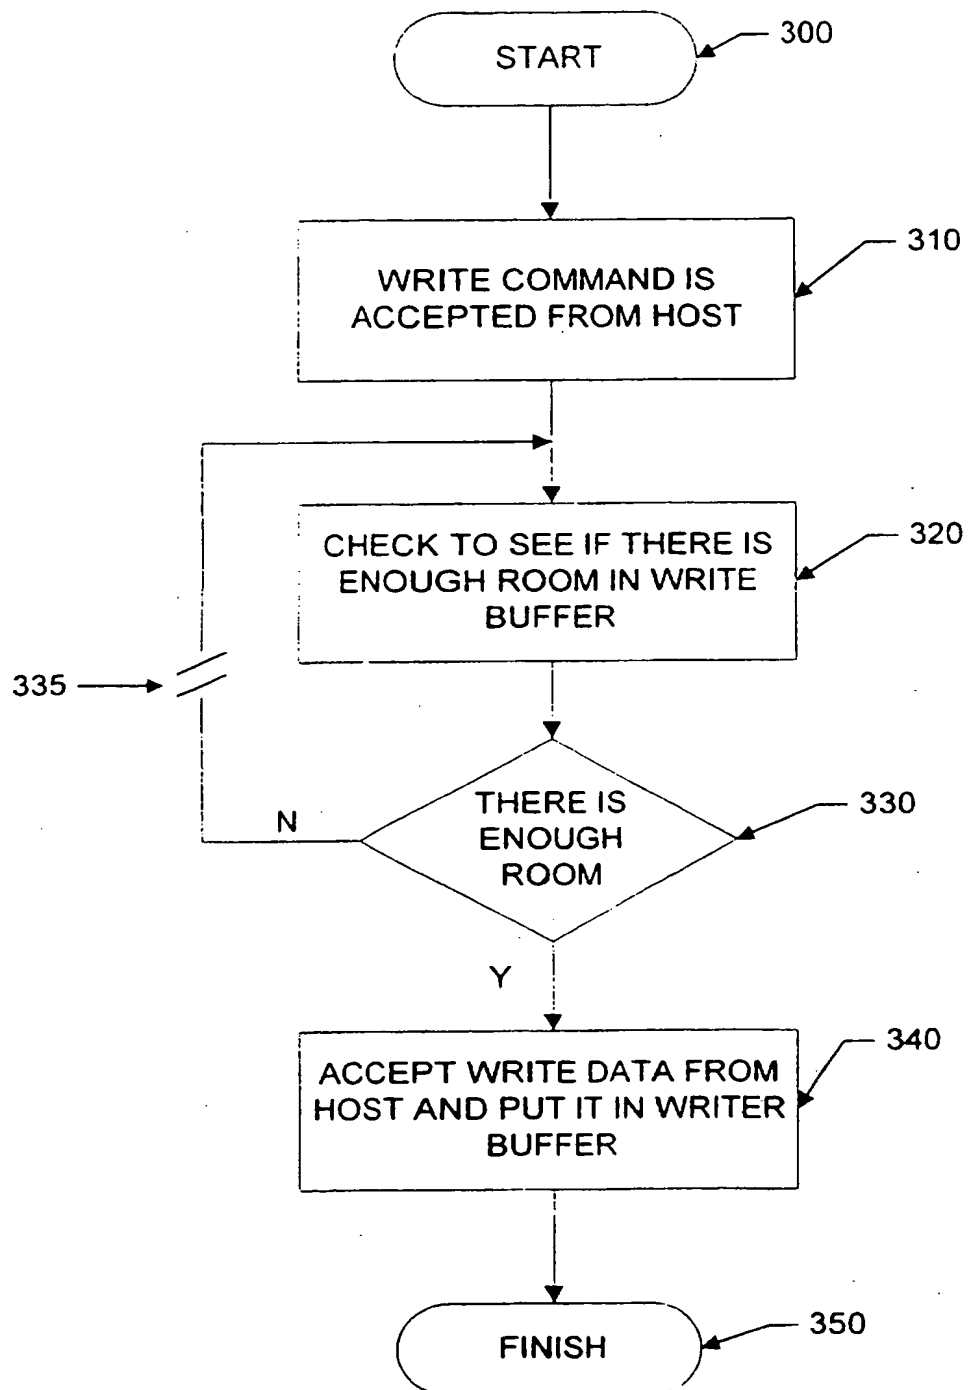 START
300
WRITE COMMAND IS
ACCEPTED FROM HOST
310
CHECK TO SEE IF THERE IS
ENOUGH ROOM IN WRITE
BUFFER
320
335
THERE IS
ENOUGH
ROOM
330
N
Y
ACCEPT WRITE DATA FROM
HOST AND PUT IT IN WRITER
BUFFER
340
FINISH
350